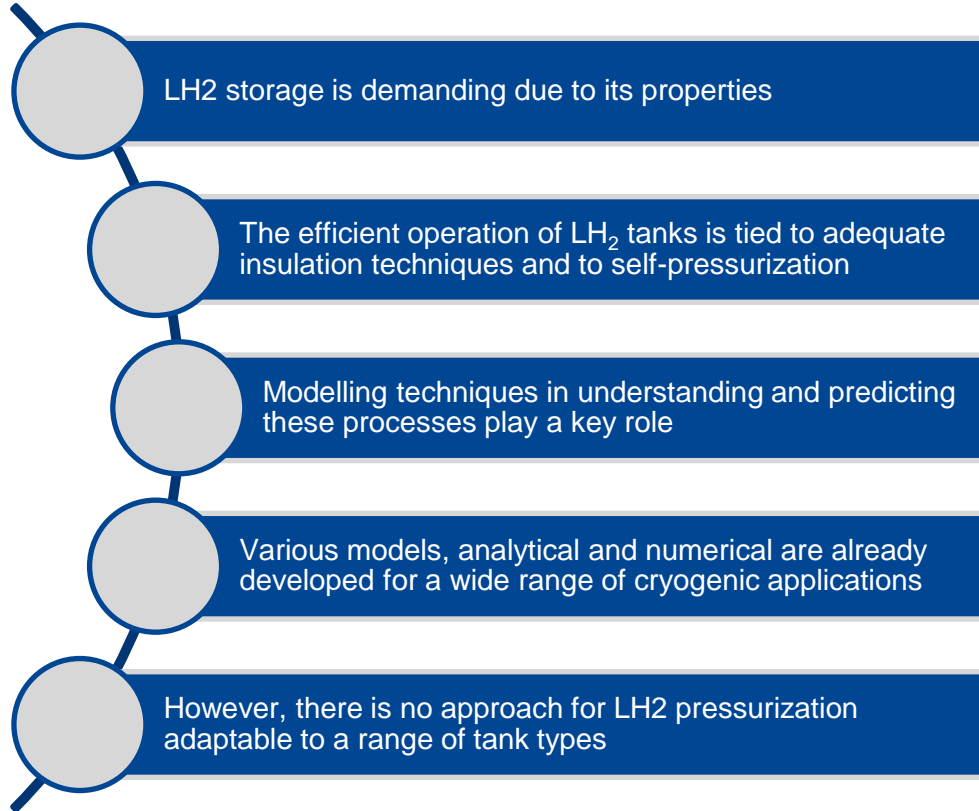 LH2 storage is demanding due to its properties
The efficient operation of LH₂ tanks is tied to adequate
insulation techniques and to self-pressurization
Modelling techniques in understanding and predicting
these processes play a key role
Various models, analytical and numerical are already
developed for a wide range of cryogenic applications
However, there is no approach for LH2 pressurization
adaptable to a range of tank types